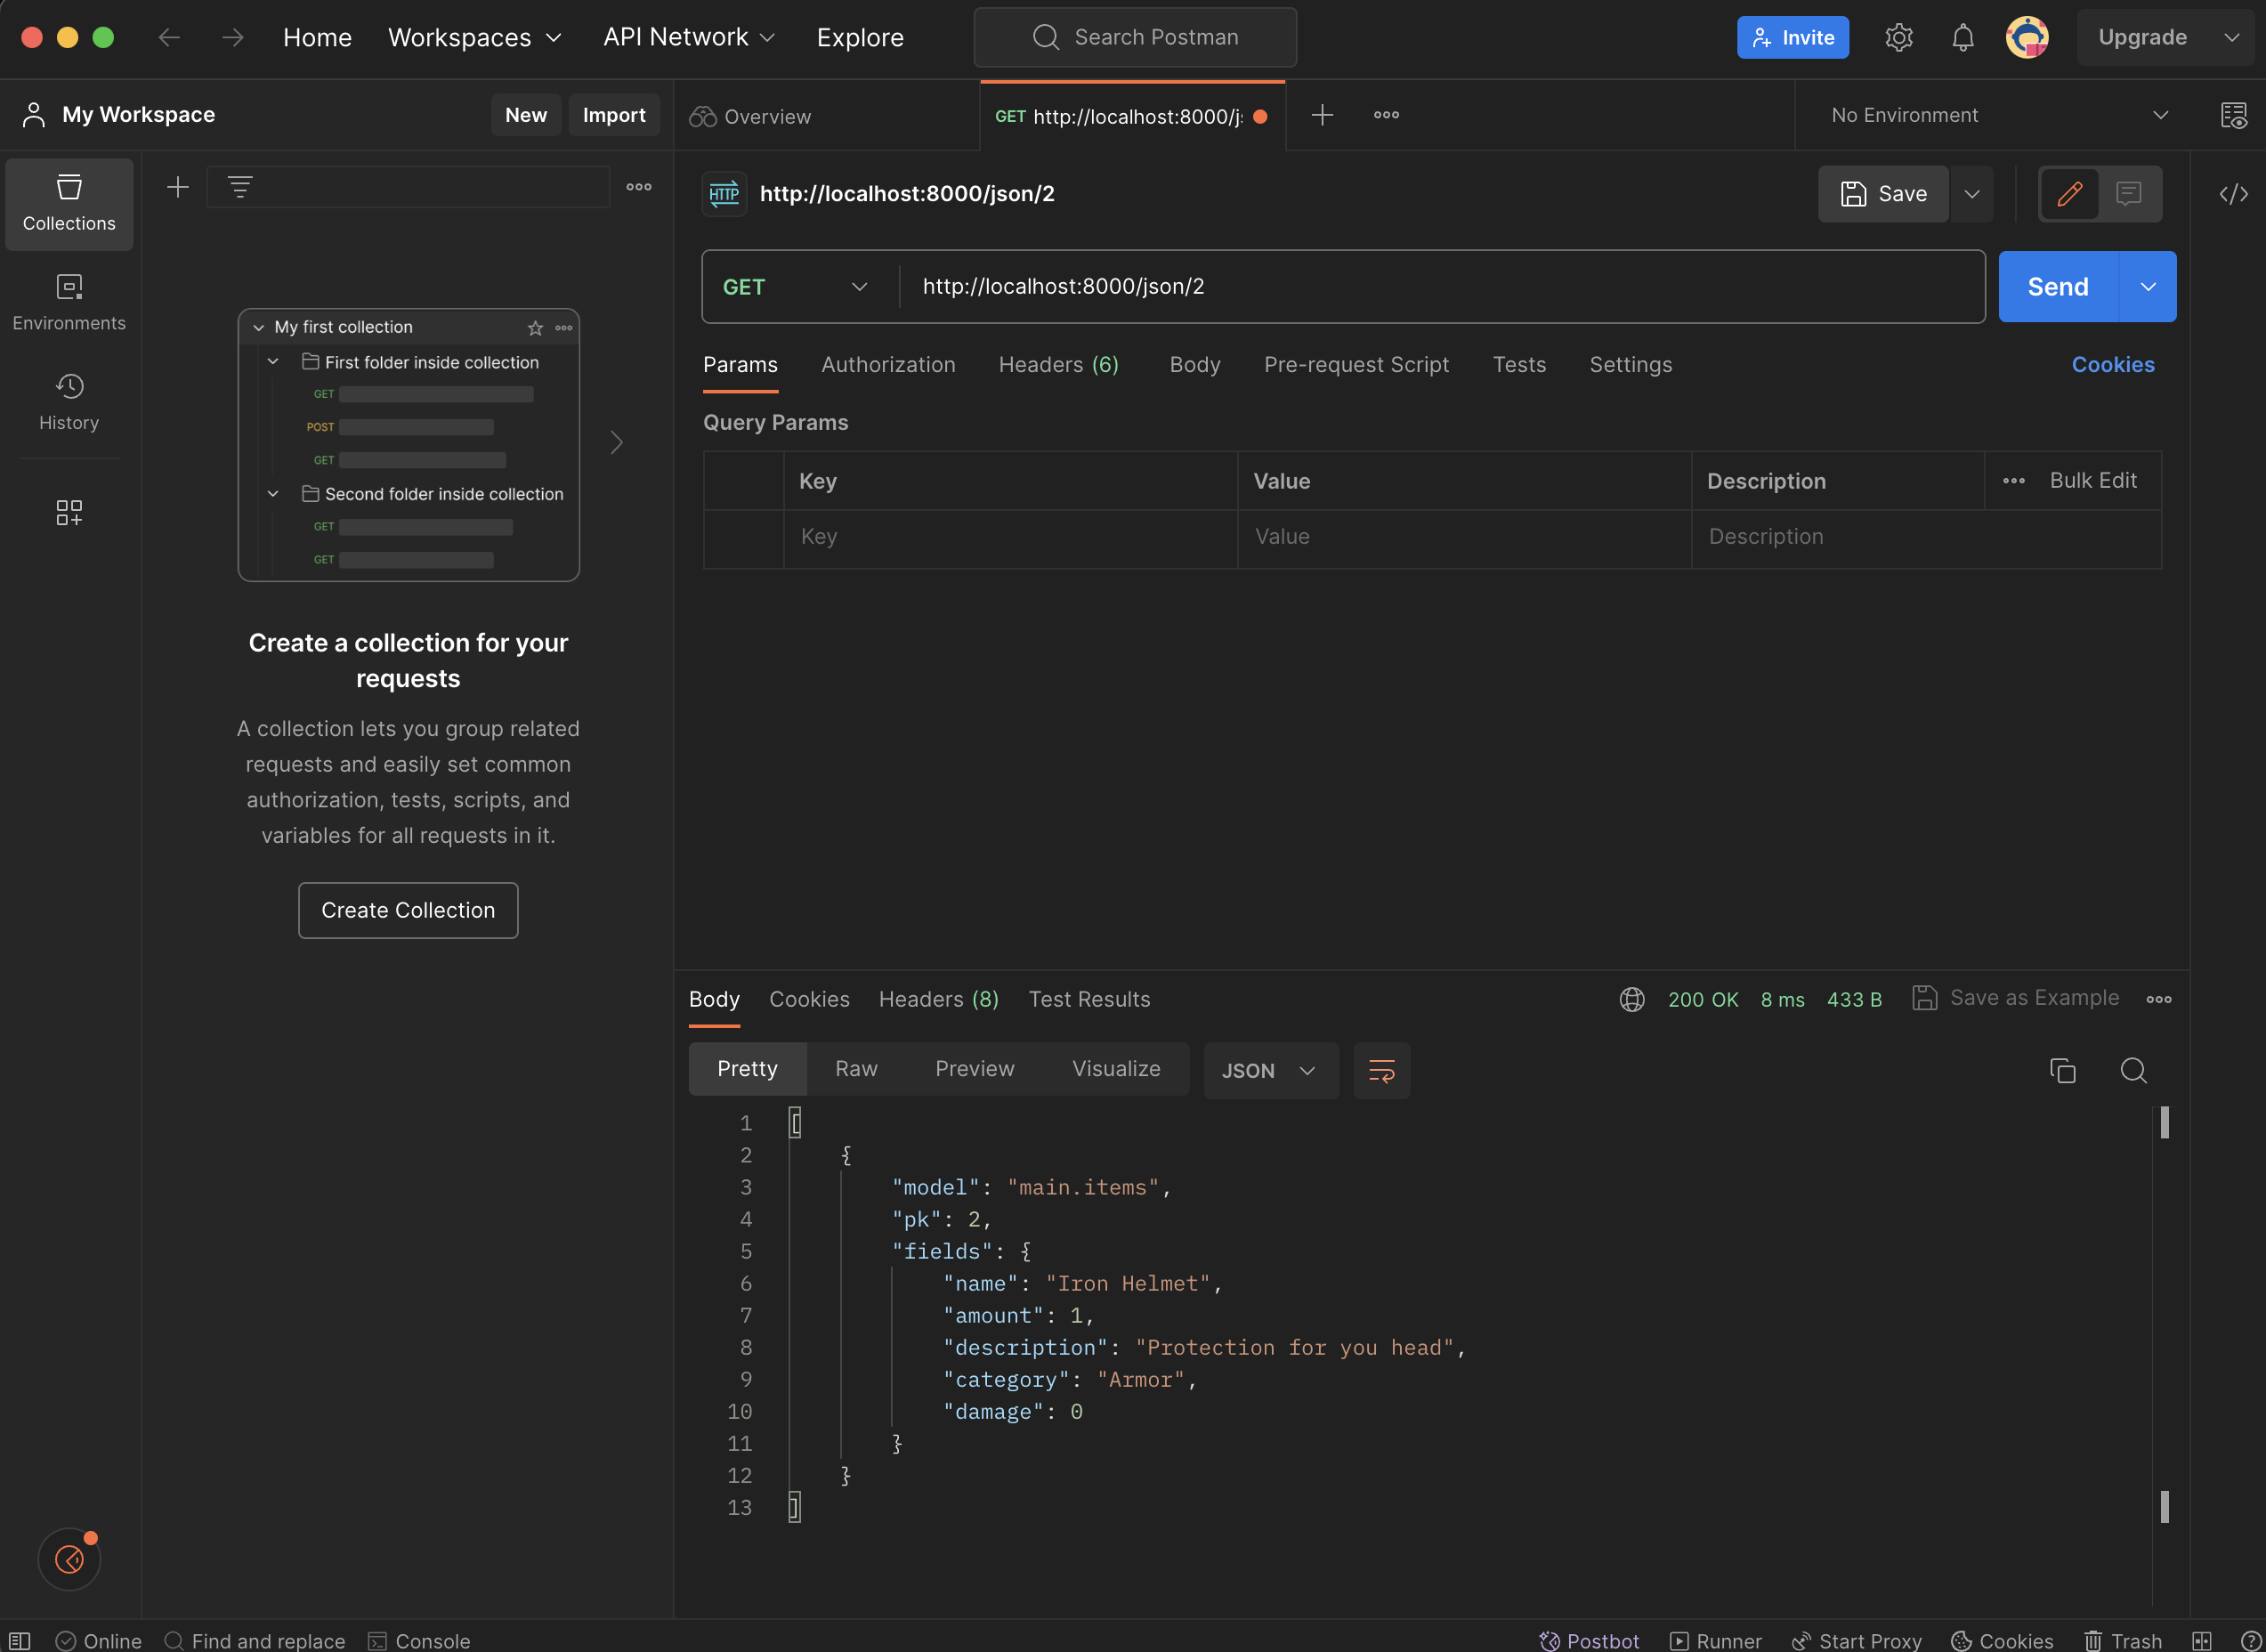 Home Workspaces API Network Explore Search Postman Invite Upgrade
My Workspace New Import Overview GET http://localhost:8000/j No Environment
Collections
Environments
History
My first collection
First folder inside collection
GET
POST
GET
Second folder inside collection
GET
GET
Create a collection for your
requests
A collection lets you group related
requests and easily set common
authorization, tests, scripts, and
variables for all requests in it.
Create Collection
HTTP http://localhost:8000/json/2 Save
GET http://localhost:8000/json/2 Send
Params Authorization Headers (6) Body Pre-request Script Tests Settings Cookies
Query Params
Key Value Description Bulk Edit
Key Value Description
Body Cookies Headers (8) Test Results 200 OK 8 ms 433 B Save as Example
Pretty Raw Preview Visualize JSON
1 [
2 {
3 "model": "main.items",
4 "pk": 2,
5 "fields": {
6 "name": "Iron Helmet",
7 "amount": 1,
8 "description": "Protection for you head",
9 "category": "Armor",
10 "damage": 0
11 }
12 }
13 ]
Online Find and replace Console Postbot Runner Start Proxy Cookies Trash